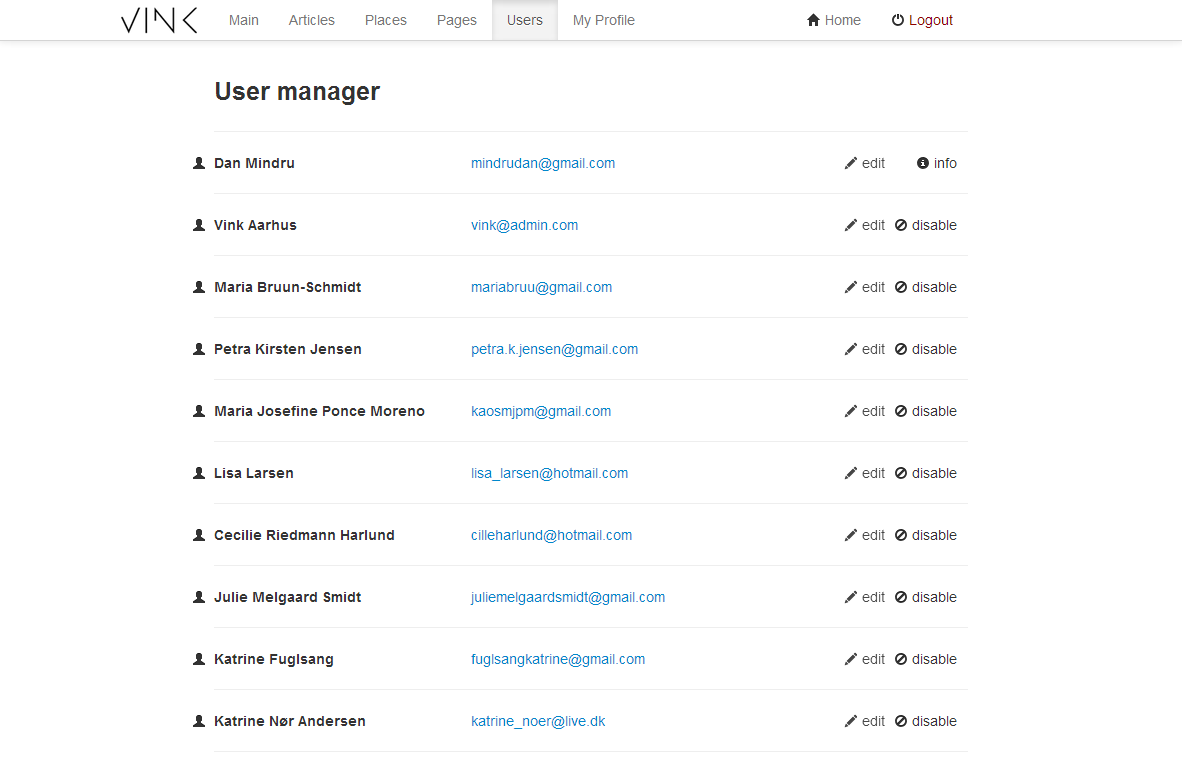 VINK Main Articles Places Pages Users My Profile Home Logout
User manager
Dan Mindru mindrudan@gmail.com edit info
Vink Aarhus vink@admin.com edit disable
Maria Bruun-Schmidt mariabruu@gmail.com edit disable
Petra Kirsten Jensen petra.k.jensen@gmail.com edit disable
Maria Josefine Ponce Moreno kaosmjpm@gmail.com edit disable
Lisa Larsen lisa_larsen@hotmail.com edit disable
Cecilie Riedmann Harlund cilleharlund@hotmail.com edit disable
Julie Melgaard Smidt juliemelgaardsmidt@gmail.com edit disable
Katrine Fuglsang fuglsangkatrine@gmail.com edit disable
Katrine Nør Andersen katrine_noer@live.dk edit disable